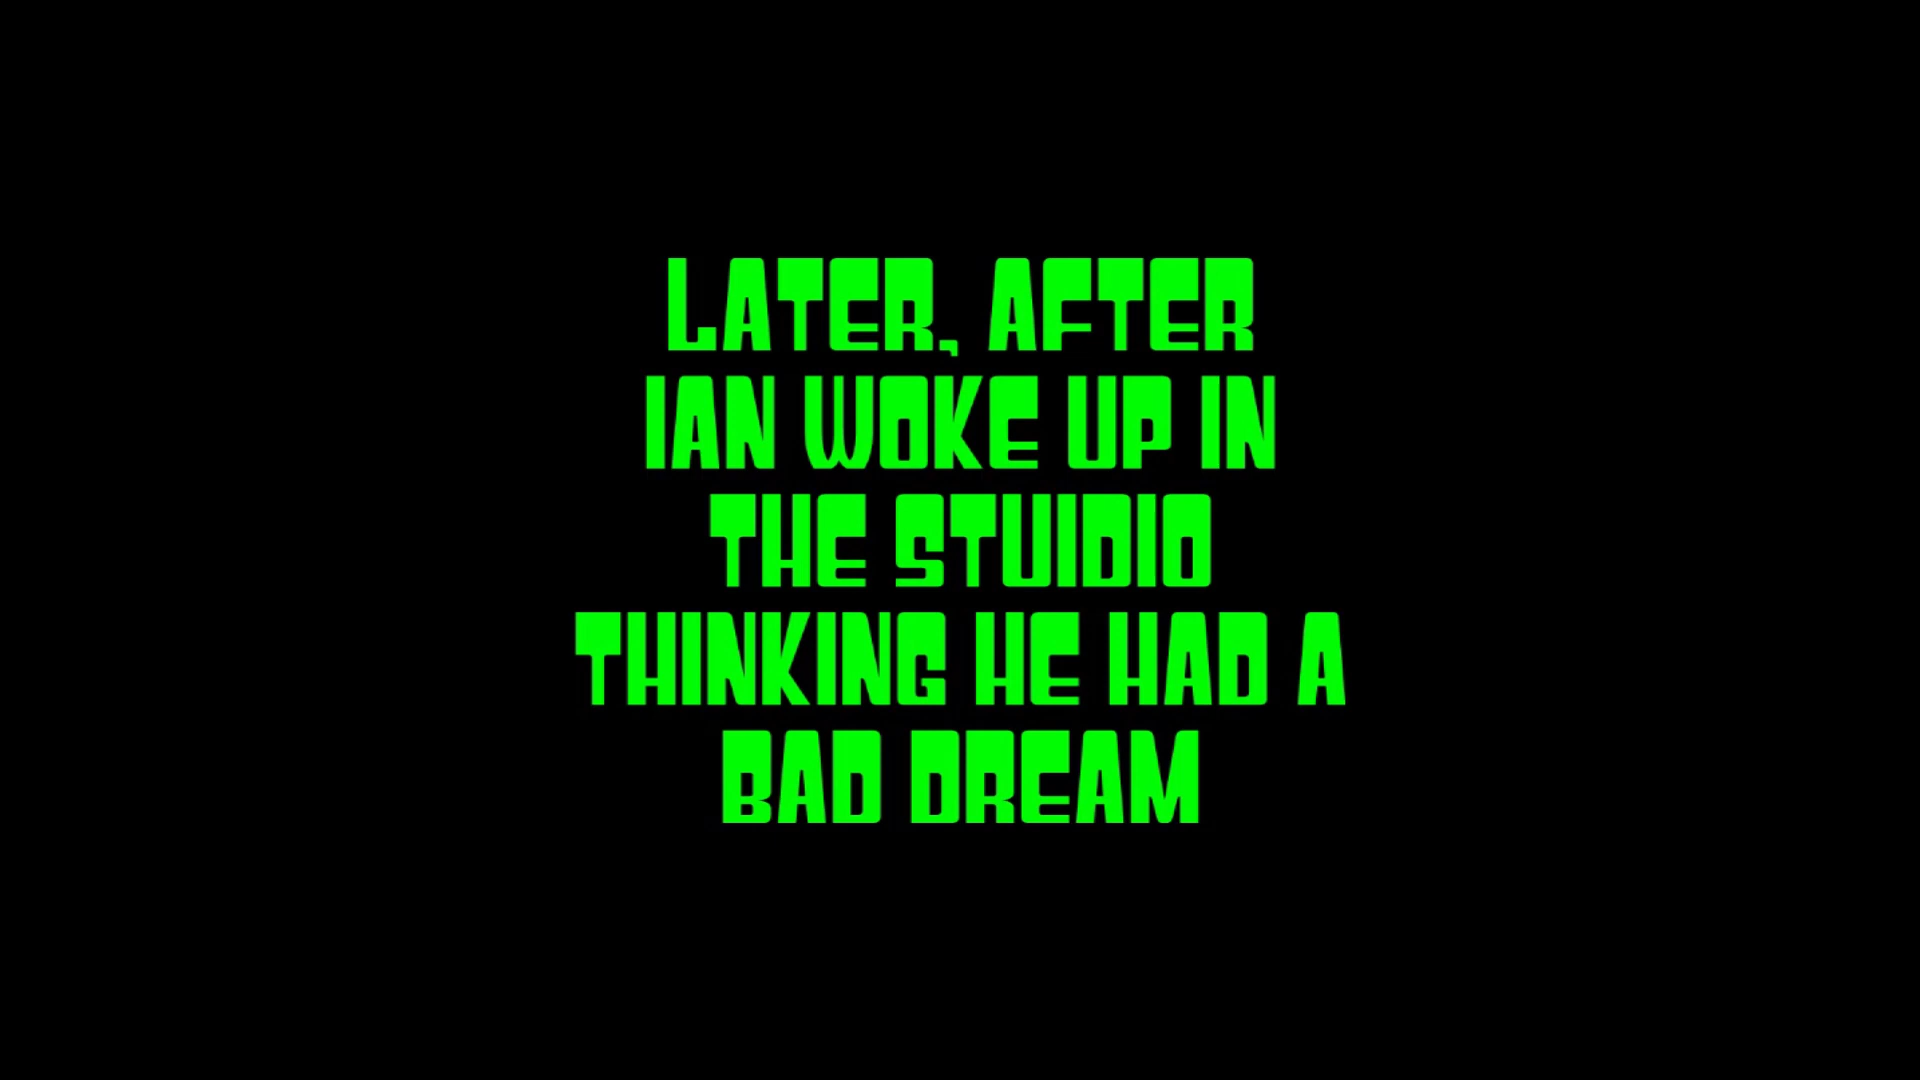 LATER, AFTER
IAN WOKE UP IN
THE STUIDIO
THINKING HE HAD A
BAD DREAM